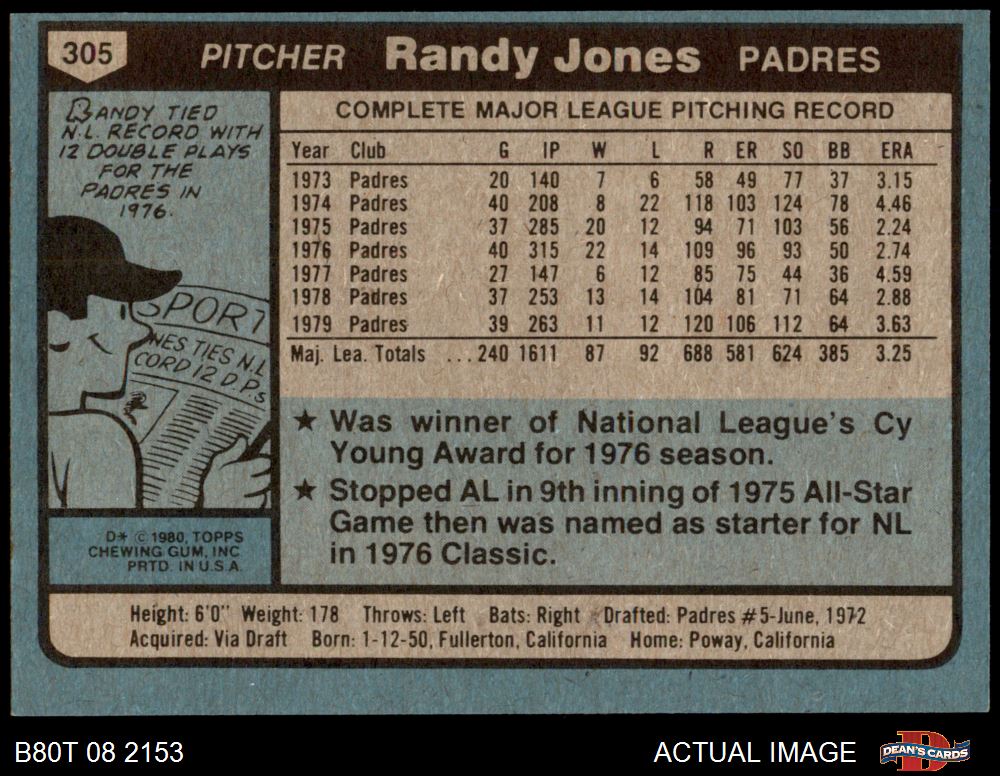 305 PITCHER Randy Jones PADRES
RANDY TIED
N.L. RECORD WITH
12 DOUBLE PLAYS
FOR THE
PADRES IN
1976.
SPORT
NES TIES N.L
CORD 12 D.P.s
D* © 1980, TOPPS
CHEWING GUM, INC.
PRTD. IN U.S.A.
COMPLETE MAJOR LEAGUE PITCHING RECORD
Year Club G IP W L R ER SO BB ERA
1973 Padres 20 140 7 6 58 49 77 37 3.15
1974 Padres 40 208 8 22 118 103 124 78 4.46
1975 Padres 37 285 20 12 94 71 103 56 2.24
1976 Padres 40 315 22 14 109 96 93 50 2.74
1977 Padres 27 147 6 12 85 75 44 36 4.59
1978 Padres 37 253 13 14 104 81 71 64 2.88
1979 Padres 39 263 11 12 120 106 112 64 3.63
Maj. Lea. Totals ...240 1611 87 92 688 581 624 385 3.25
★ Was winner of National League's Cy
Young Award for 1976 season.
★ Stopped AL in 9th inning of 1975 All-Star
Game then was named as starter for NL
in 1976 Classic.
Height: 6'0" Weight: 178 Throws: Left Bats: Right Drafted: Padres #5-June, 1972
Acquired: Via Draft Born: 1-12-50, Fullerton, California Home: Poway, California
B80T 08 2153 ACTUAL IMAGE DEAN'S CARDS